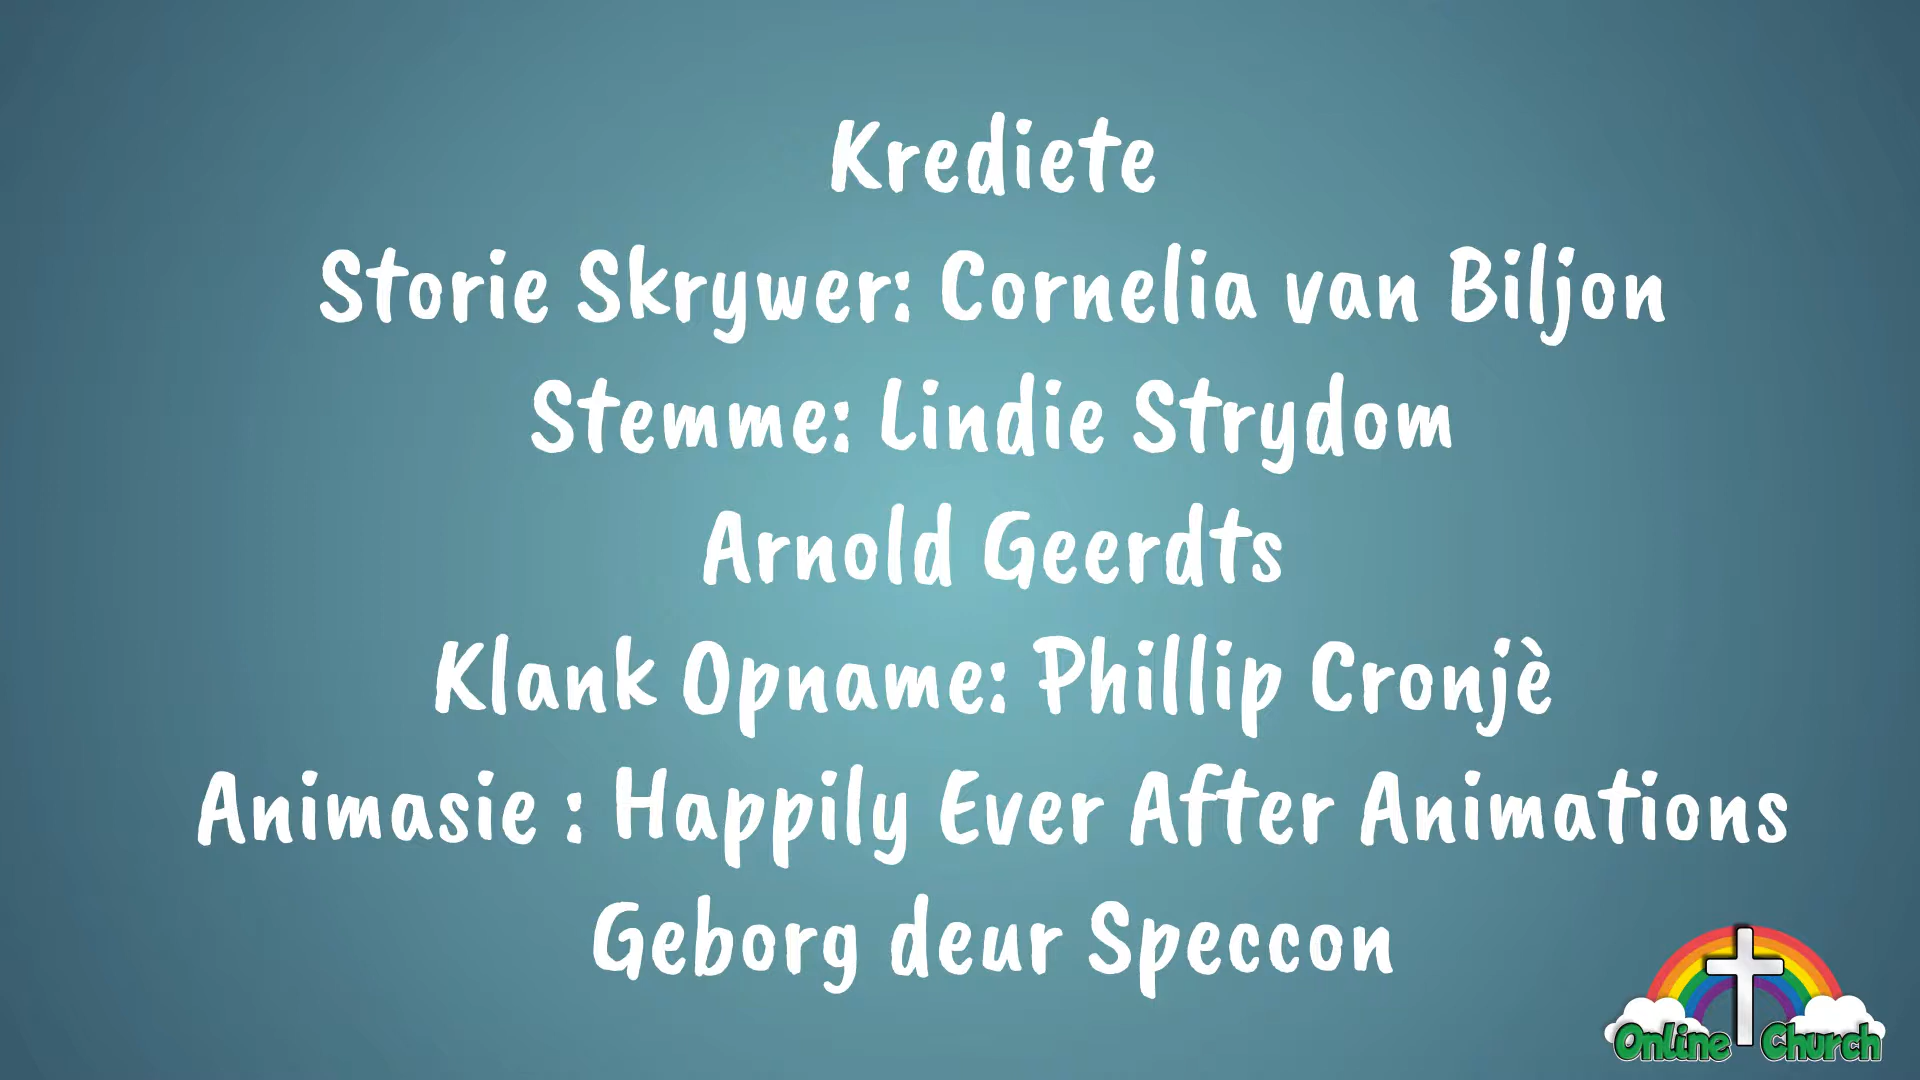 Krediete
Storie Skrywer: Cornelia van Biljon
Stemme: Lindie Strydom
Arnold Geerdts
Klank Opname: Phillip Cronjè
Animasie : Happily Ever After Animations
Geborg deur Speccon
Online Church